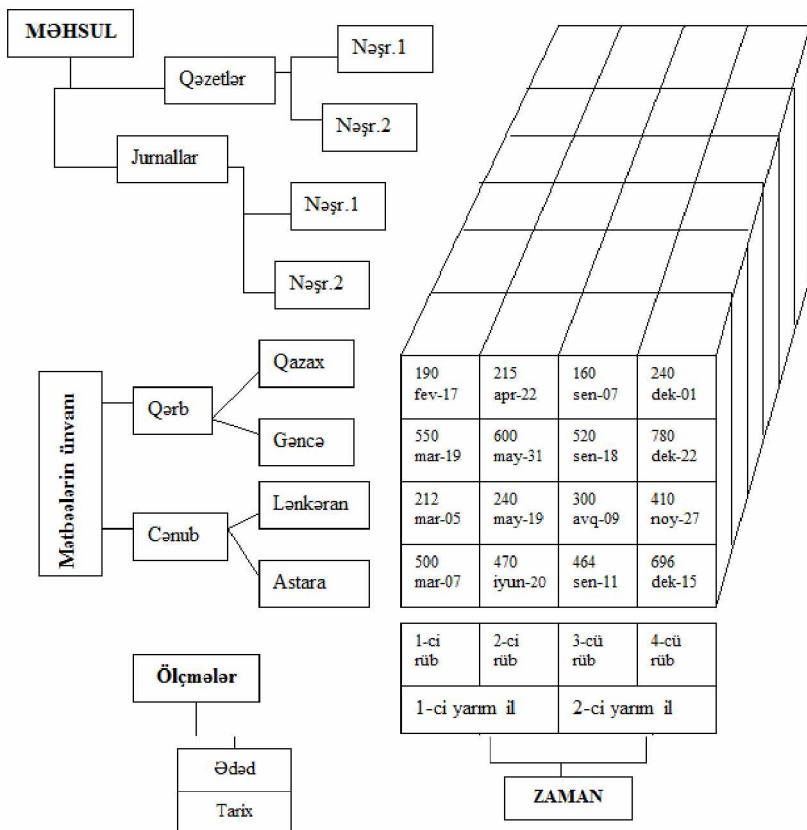 MƏHSUL
Qəzetlər
Nəşr.1
Nəşr.2
Jurnallar
Nəşr.1
Nəşr.2
Mətbəələrin ünvanı
Qərb
Qazax
Gəncə
Cənub
Lənkəran
Astara
190 215 160 240
fev-17 apr-22 sen-07 dek-01
550 600 520 780
mar-19 may-31 sen-18 dek-22
212 240 300 410
mar-05 may-19 avq-09 noy-27
500 470 464 696
mar-07 iyun-20 sen-11 dek-15
1-ci 2-ci 3-cü 4-cü
rüb rüb rüb rüb
1-ci yarım il 2-ci yarım il
ZAMAN
Ölçmələr
Ədəd
Tarix